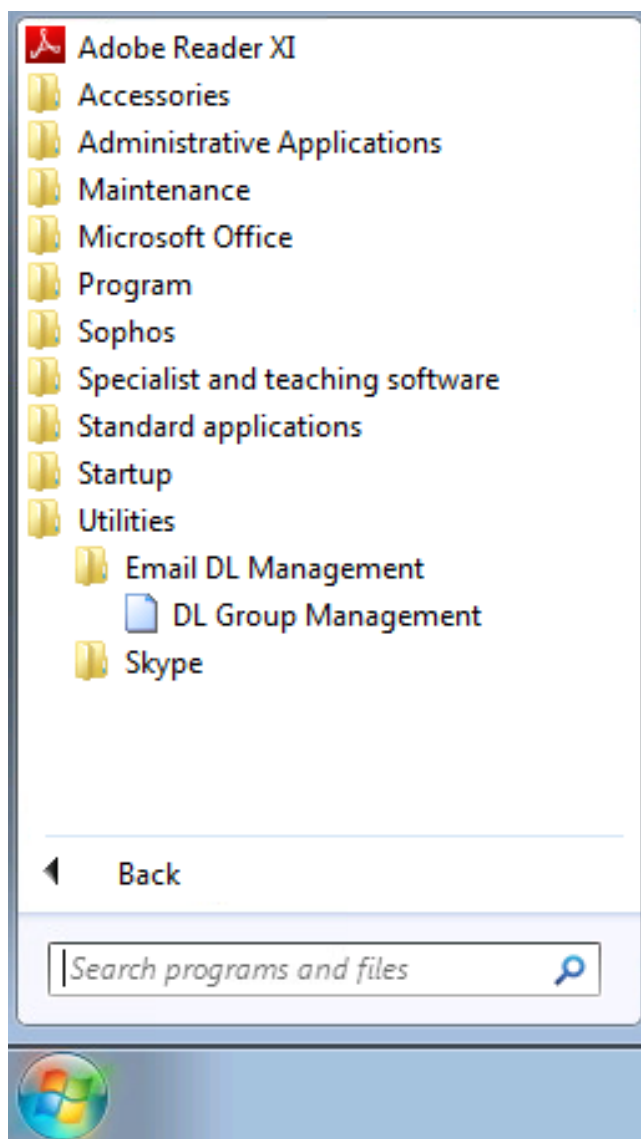 Adobe Reader XI
Accessories
Administrative Applications
Maintenance
Microsoft Office
Program
Sophos
Specialist and teaching software
Standard applications
Startup
Utilities
Email DL Management
DL Group Management
Skype
Back
Search programs and files